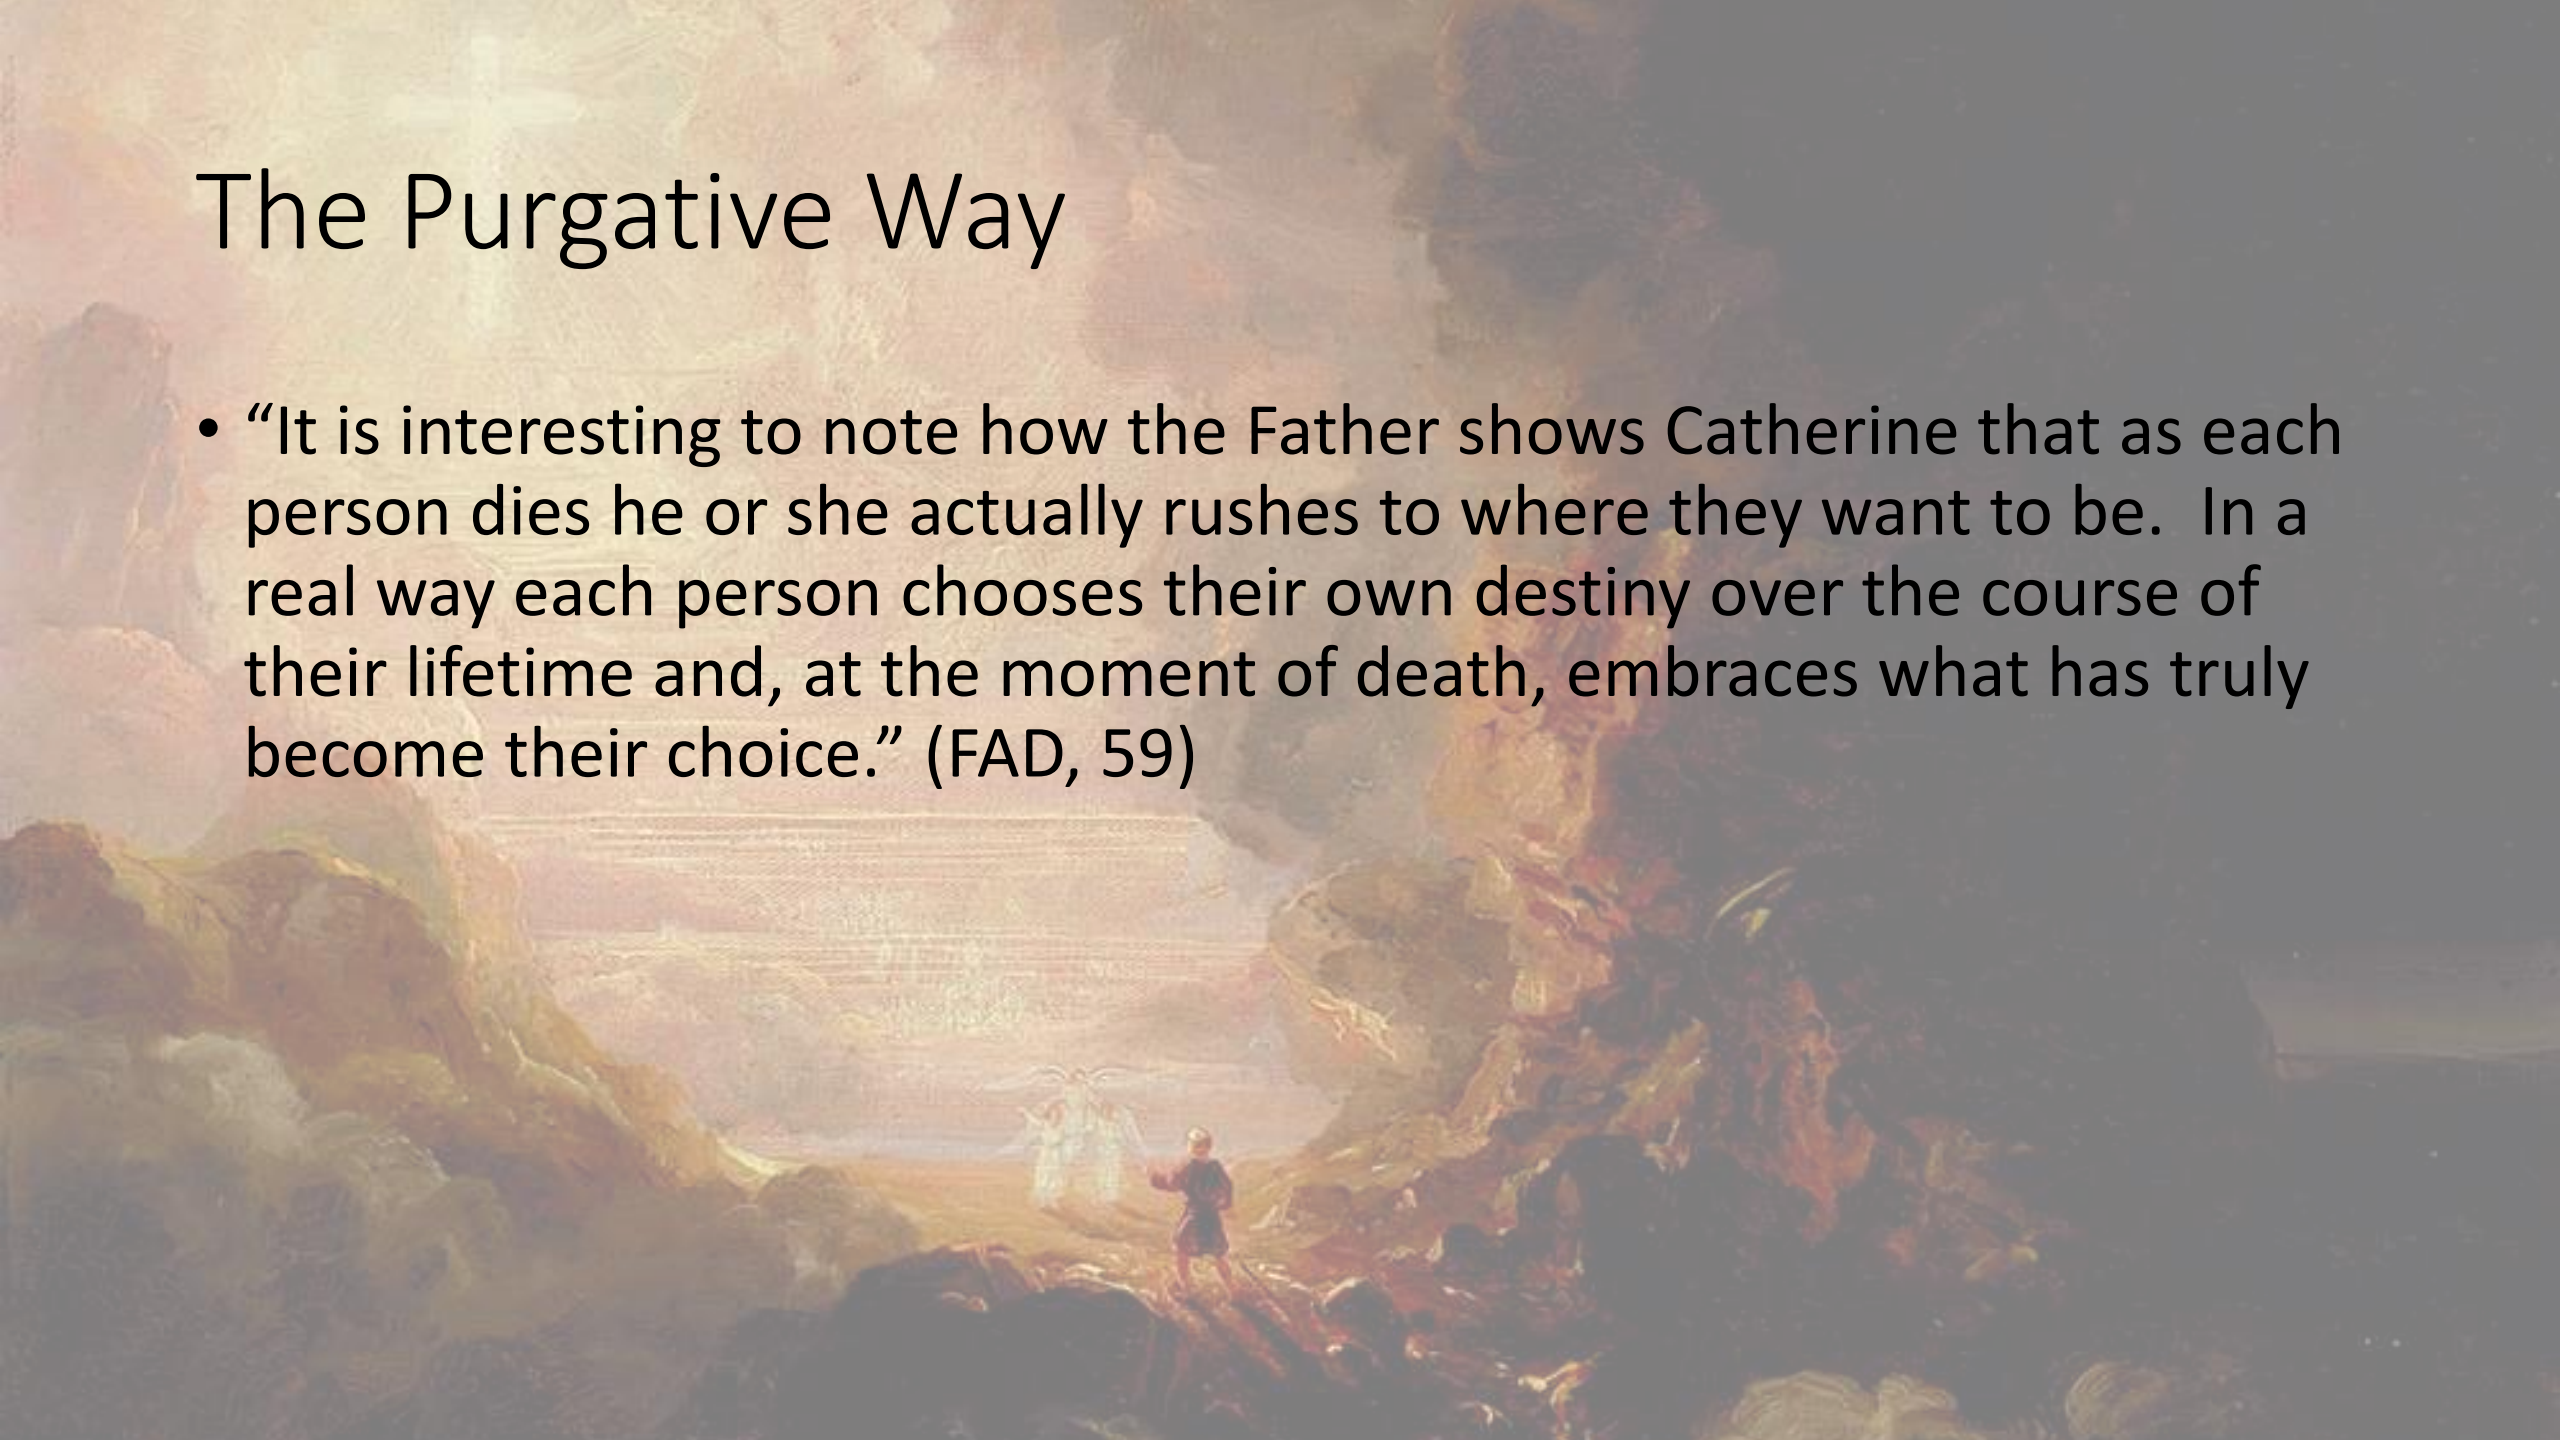 The Purgative Way
• “It is interesting to note how the Father shows Catherine that as each
person dies he or she actually rushes to where they want to be.  In a
real way each person chooses their own destiny over the course of
their lifetime and, at the moment of death, embraces what has truly
become their choice.” (FAD, 59)